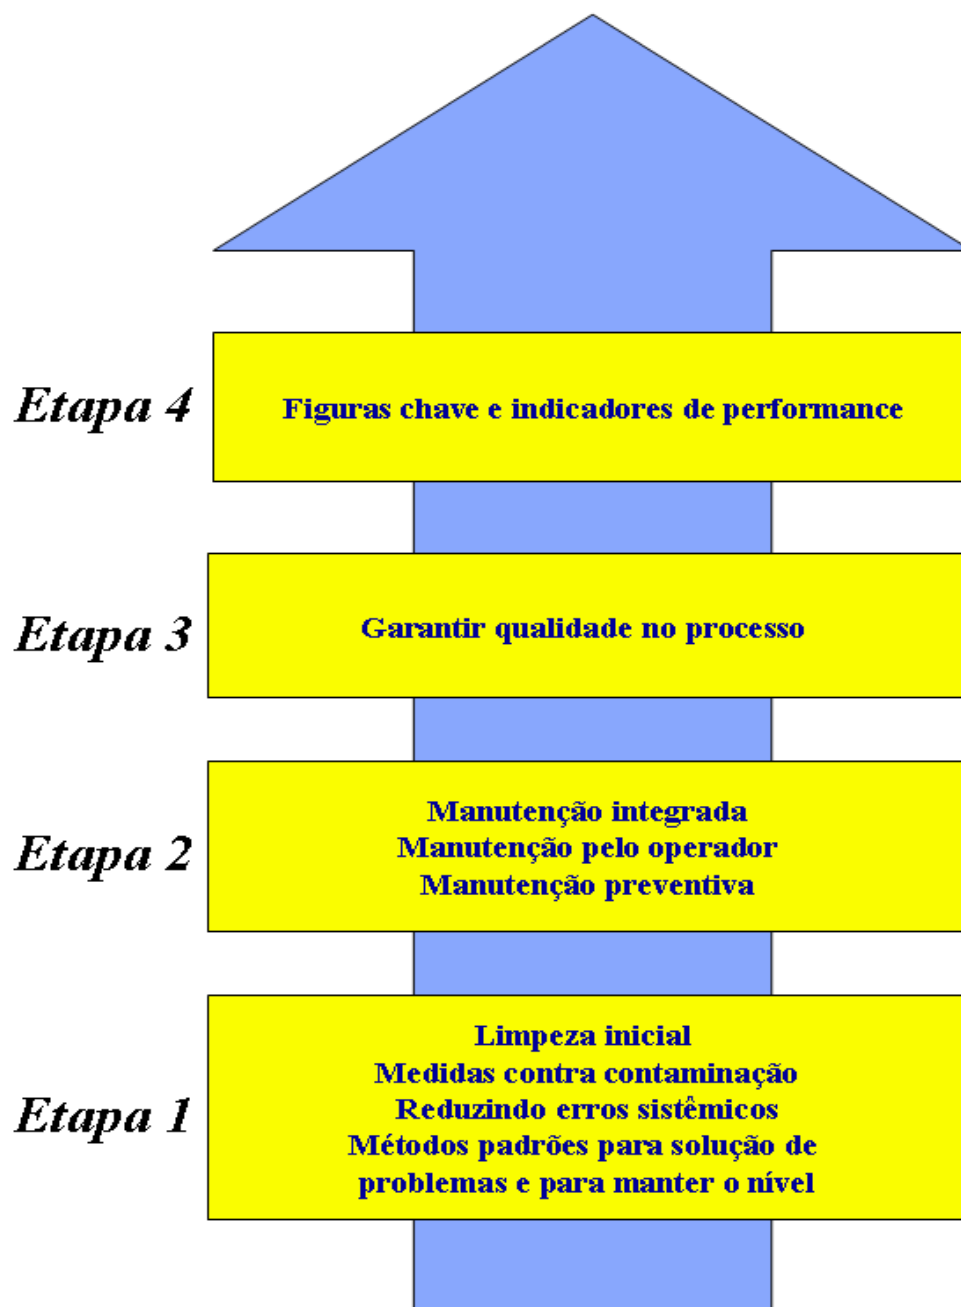 Etapa 4
Figuras chave e indicadores de performance
Etapa 3
Garantir qualidade no processo
Etapa 2
Manutenção integrada
Manutenção pelo operador
Manutenção preventiva
Etapa 1
Limpeza inicial
Medidas contra contaminação
Reduzindo erros sistêmicos
Métodos padrões para solução de
problemas e para manter o nível